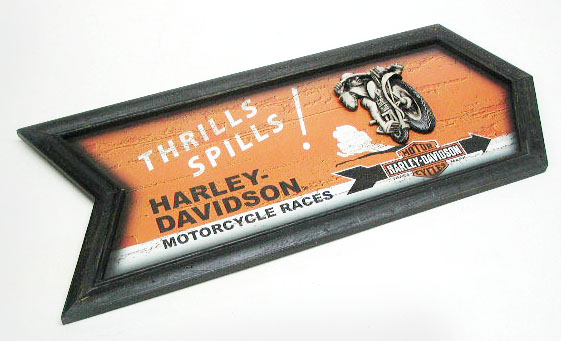 THRILLS
SPILLS!
HARLEY-
DAVIDSON
MOTORCYCLE RACES
MOTOR
HARLEY-DAVIDSON
CYCLES